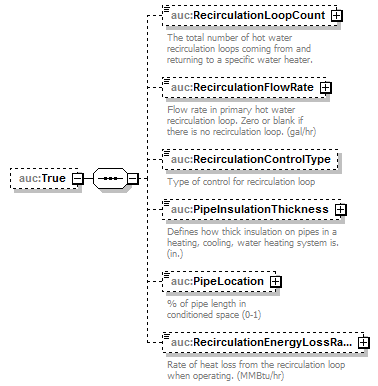 auc:RecirculationLoopCount
The total number of hot water
recirculation loops coming from and
returning to a specific water heater.
auc:RecirculationFlowRate
Flow rate in primary hot water
recirculation loop. Zero or blank if
there is no recirculation loop. (gal/hr)
auc:RecirculationControlType
Type of control for recirculation loop
auc:True
auc:PipeInsulationThickness
Defines how thick insulation on pipes in a
heating, cooling, water heating system is.
(in.)
auc:PipeLocation
% of pipe length in
conditioned space (0-1)
auc:RecirculationEnergyLossRa...
Rate of heat loss from the recirculation loop
when operating. (MMBtu/hr)